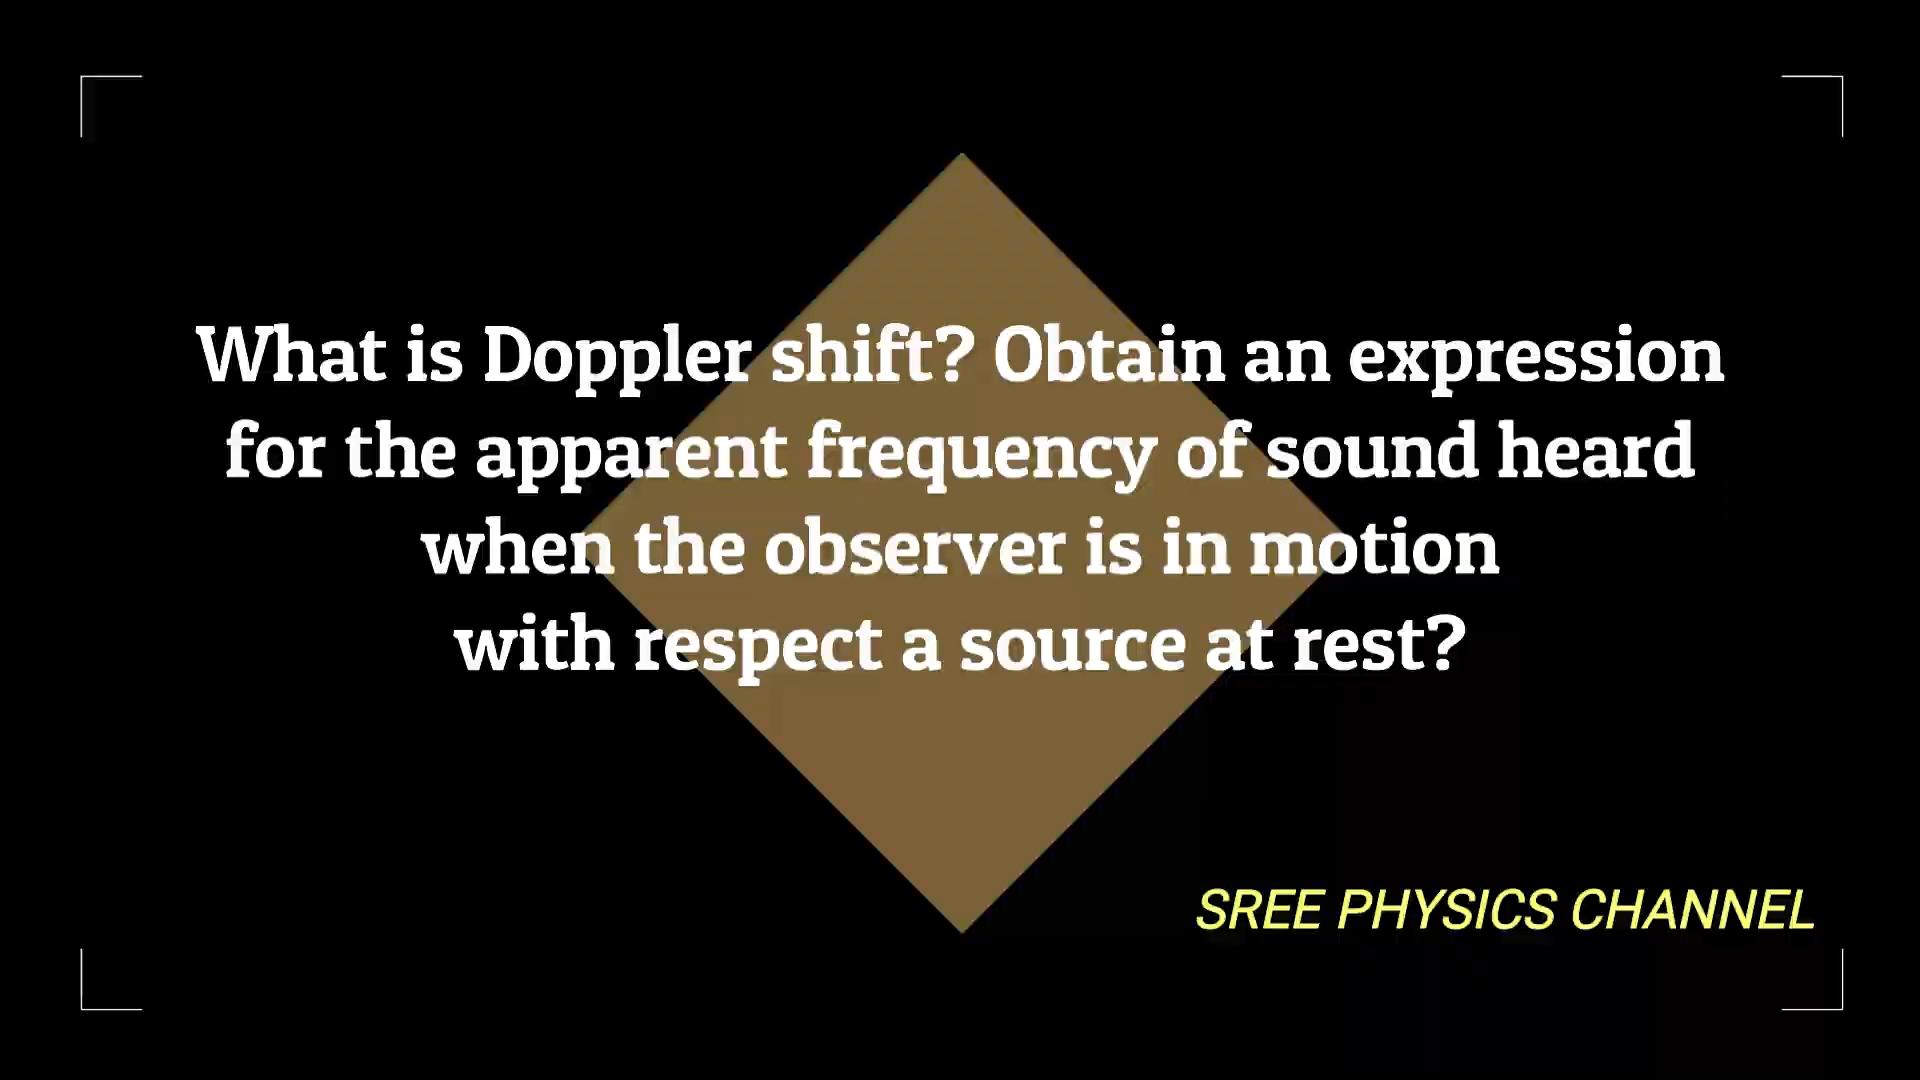 What is Doppler shift? Obtain an expression
for the apparent frequency of sound heard
when the observer is in motion
with respect a source at rest?
SREE PHYSICS CHANNEL